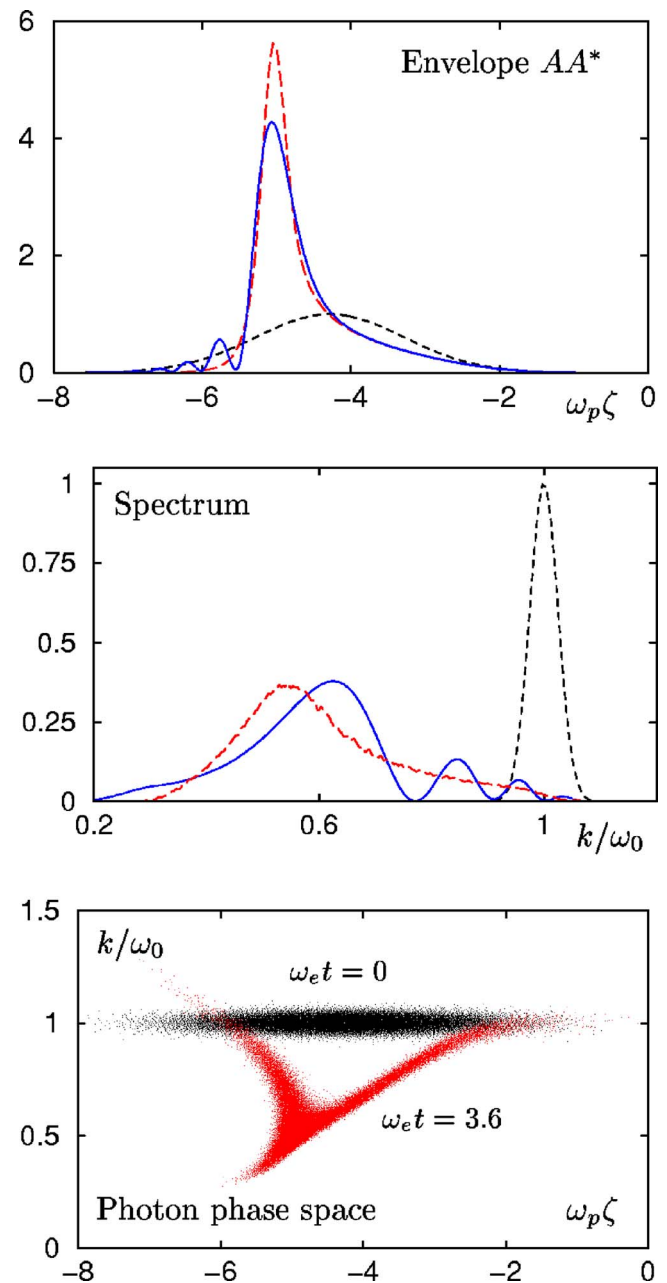 6
Envelope AA*
4
2
0
−8 −6 −4 −2 0
ω_pζ
1
Spectrum
0.75
0.5
0.25
0
0.2 0.6 1
k/ω₀
1.5
k/ω₀
ω_et = 0
1
ω_et = 3.6
0.5
Photon phase space ω_pζ
0
−8 −6 −4 −2 0